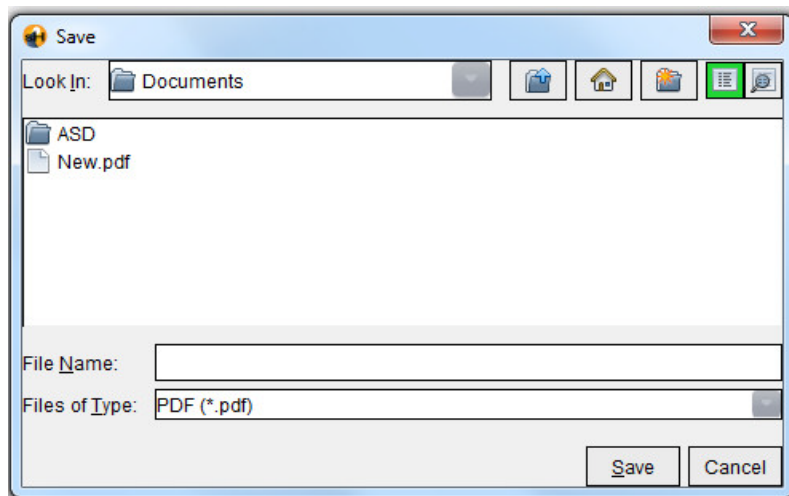 Save
Look In: Documents
ASD
New.pdf
File Name:
Files of Type: PDF (*.pdf)
Save Cancel